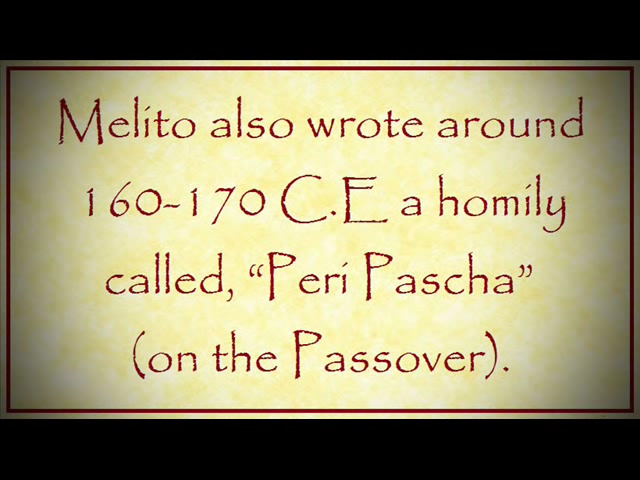 Melito also wrote around
160-170 C.E a homily
called, “Peri Pascha”
(on the Passover).